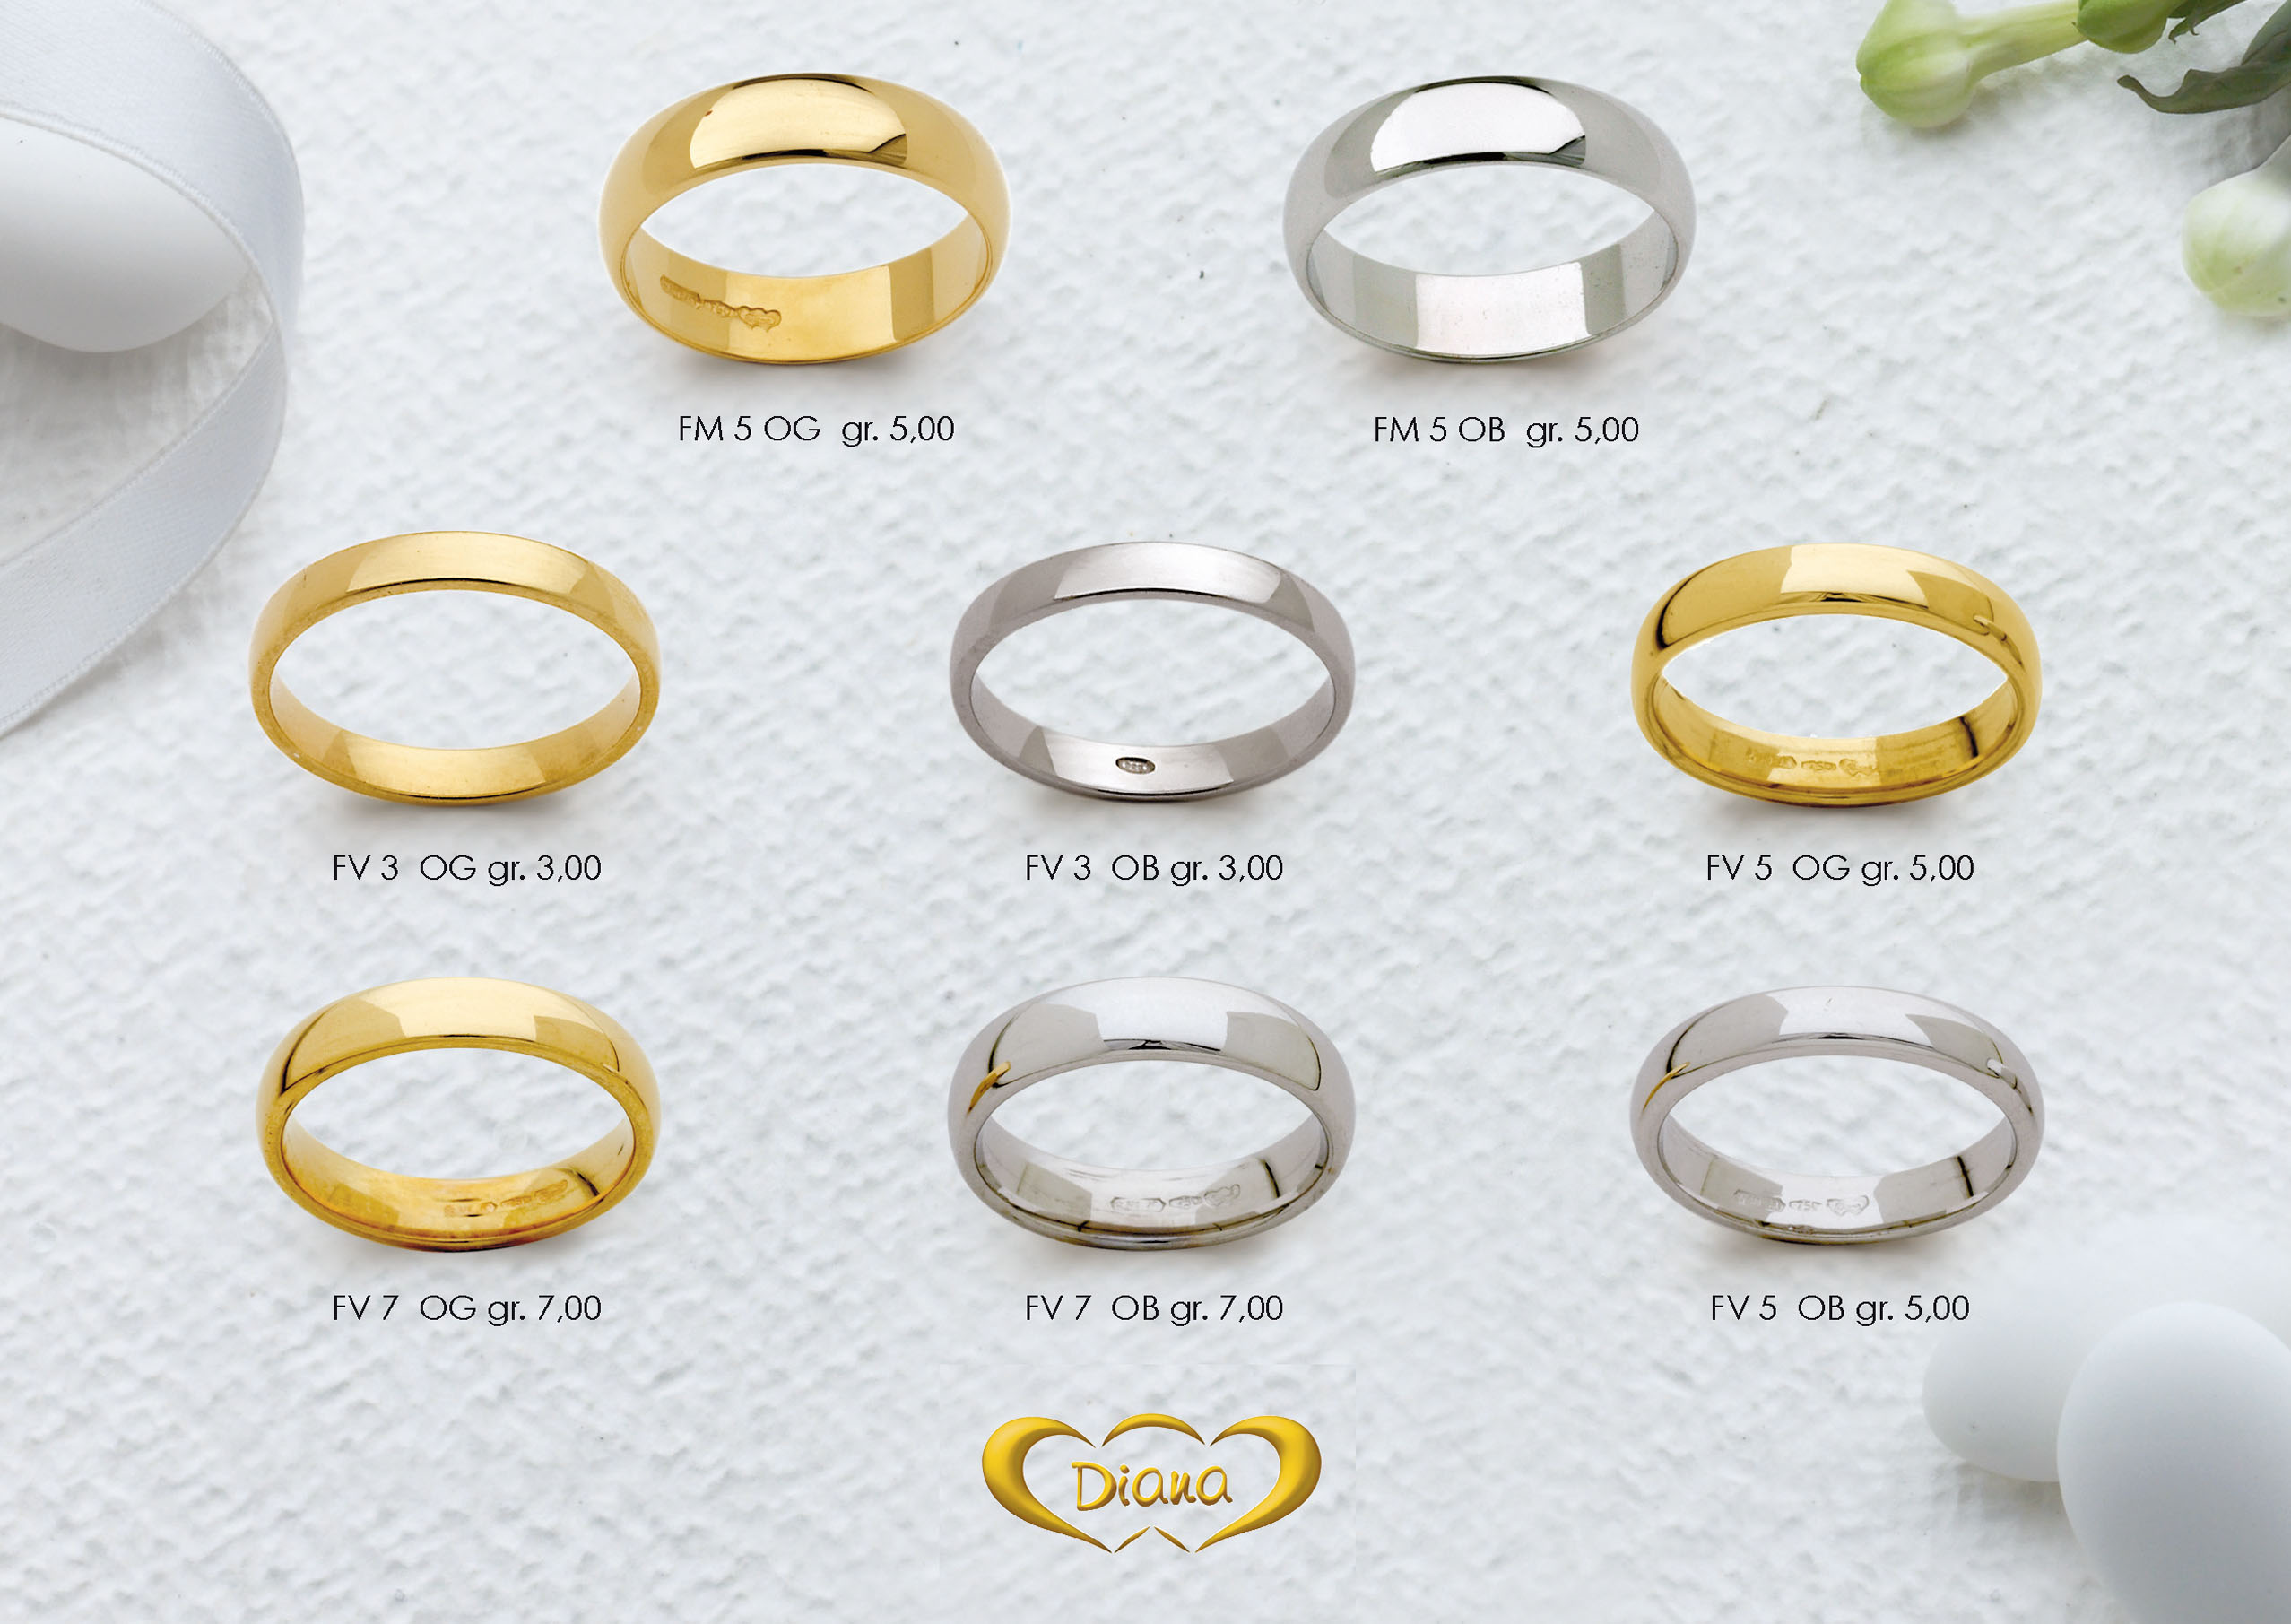 FM 5 OG gr. 5,00
FM 5 OB gr. 5,00
FV 3 OG gr. 3,00
FV 3 OB gr. 3,00
FV 5 OG gr. 5,00
FV 7 OG gr. 7,00
FV 7 OB gr. 7,00
FV 5 OB gr. 5,00
Diana